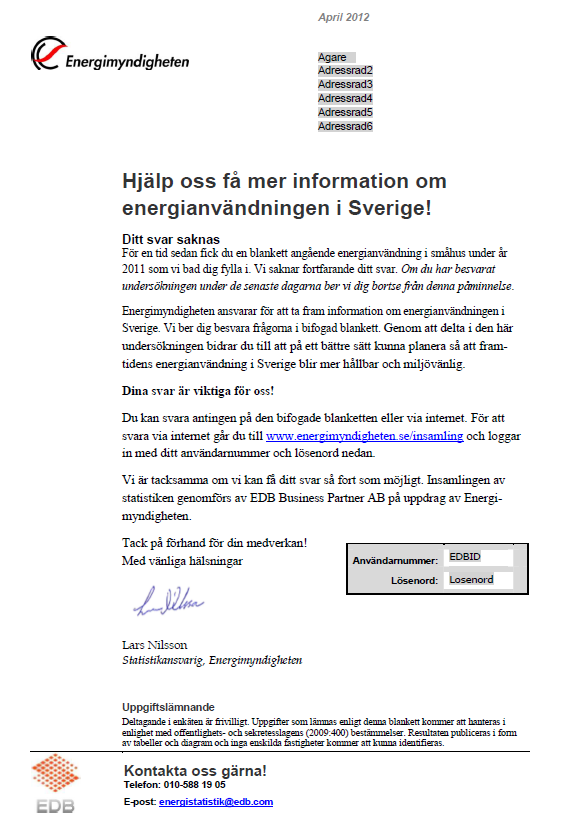 April 2012
Energimyndigheten
Agare
Adressrad2
Adressrad3
Adressrad4
Adressrad5
Adressrad6
Hjälp oss få mer information om
energianvändningen i Sverige!
Ditt svar saknas
För en tid sedan fick du en blankett angående energianvändning i småhus under år
2011 som vi bad dig fylla i. Vi saknar fortfarande ditt svar. Om du har besvarat
undersökningen under de senaste dagarna ber vi dig bortse från denna påminnelse.
Energimyndigheten ansvarar för att ta fram information om energianvändningen i
Sverige. Vi ber dig besvara frågorna i bifogad blankett. Genom att delta i den här
undersökningen bidrar du till att på ett bättre sätt kunna planera så att fram-
tidens energianvändning i Sverige blir mer hållbar och miljövänlig.
Dina svar är viktiga för oss!
Du kan svara antingen på den bifogade blanketten eller via internet. För att
svara via internet går du till www.energimyndigheten.se/insamling och loggar
in med ditt användarnummer och lösenord nedan.
Vi är tacksamma om vi kan få ditt svar så fort som möjligt. Insamlingen av
statistiken genomförs av EDB Business Partner AB på uppdrag av Energi-
myndigheten.
Tack på förhand för din medverkan!
Med vänliga hälsningar
Användarnummer: EDBID
Lösenord: Losenord
Lars Nilsson
Statistikansvarig, Energimyndigheten
Uppgiftslämnande
Deltagande i enkäten är frivilligt. Uppgifter som lämnas enligt denna blankett kommer att hanteras i
enlighet med offentlighets- och sekretesslagens (2009:400) bestämmelser. Resultaten publiceras i form
av tabeller och diagram och inga enskilda fastigheter kommer att kunna identifieras.
Kontakta oss gärna!
Telefon: 010-588 19 05
E-post: energistatistik@edb.com
EDB